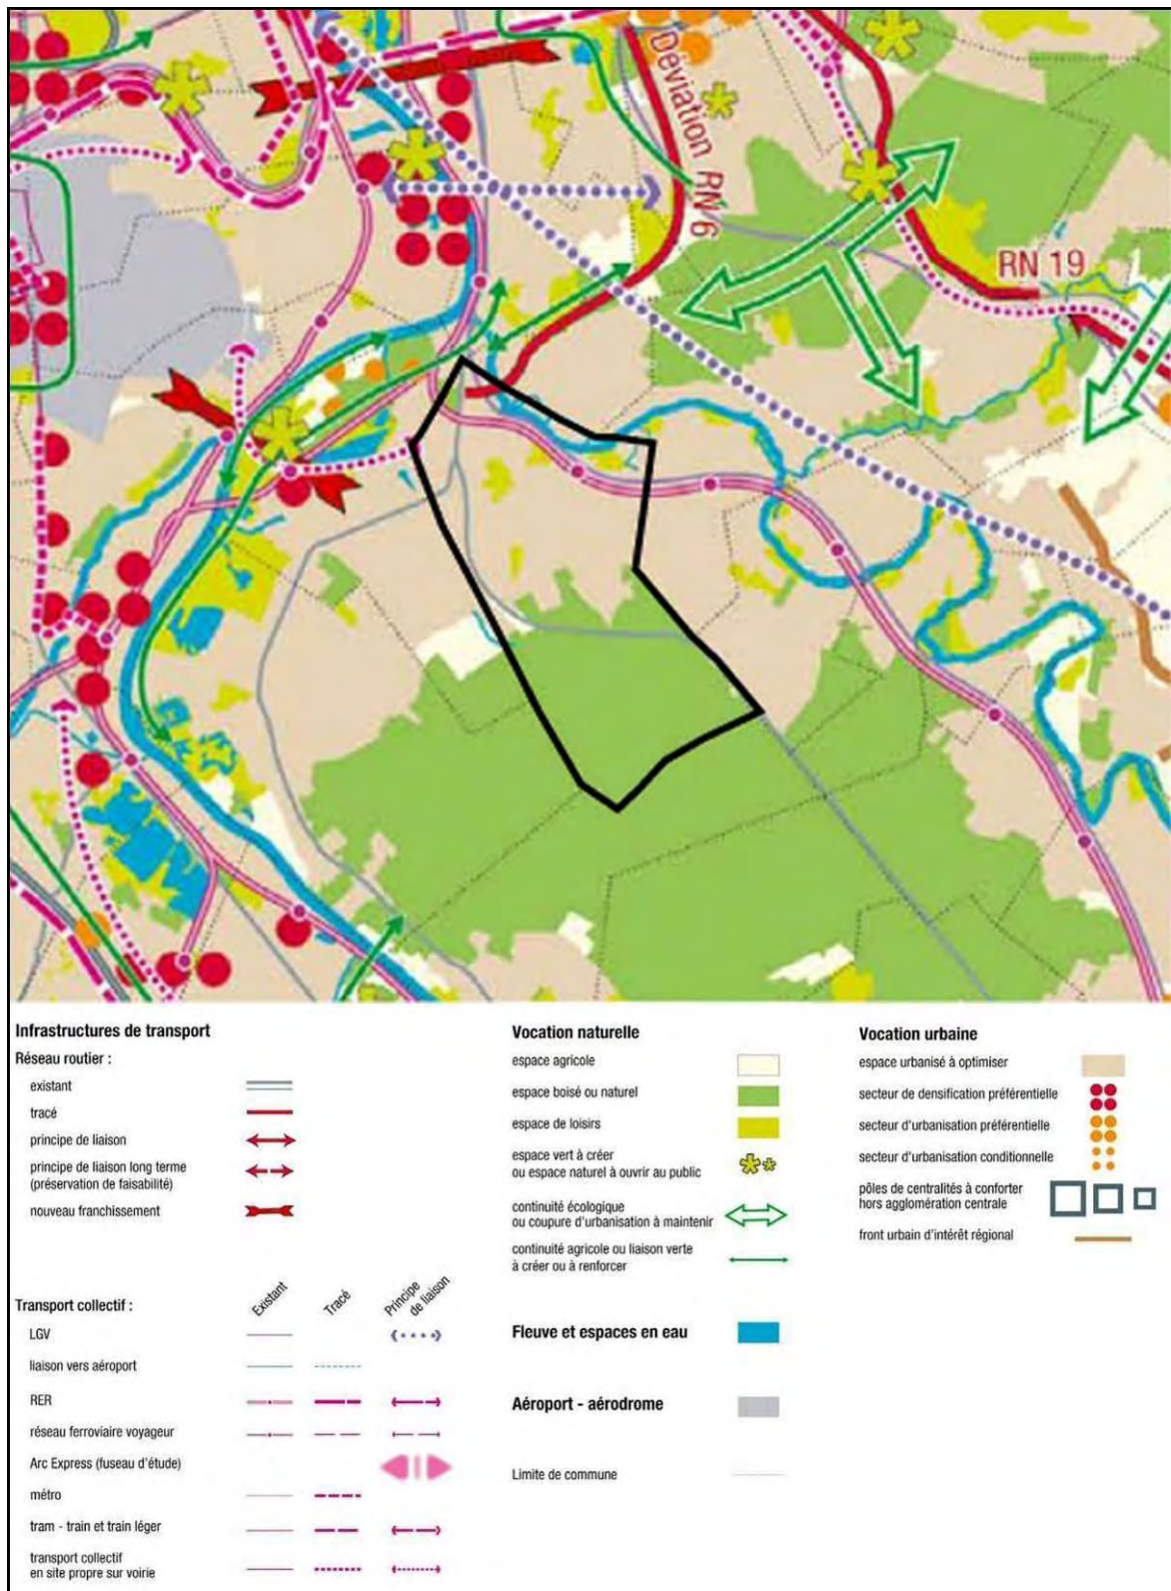 Déviation RN 6
RN 19
Infrastructures de transport
Réseau routier :
existant
tracé
principe de liaison
principe de liaison long terme
(préservation de faisabilité)
nouveau franchissement
Transport collectif :
Existant
Tracé
Principe
de liaison
LGV
liaison vers aéroport
RER
réseau ferroviaire voyageur
Arc Express (fuseau d'étude)
métro
tram - train et train léger
transport collectif
en site propre sur voirie
Vocation naturelle
espace agricole
espace boisé ou naturel
espace de loisirs
espace vert à créer
ou espace naturel à ouvrir au public
continuité écologique
ou coupure d'urbanisation à maintenir
continuité agricole ou liaison verte
à créer ou à renforcer
Fleuve et espaces en eau
Aéroport - aérodrome
Limite de commune
Vocation urbaine
espace urbanisé à optimiser
secteur de densification préférentielle
secteur d'urbanisation préférentielle
secteur d'urbanisation conditionnelle
pôles de centralités à conforter
hors agglomération centrale
front urbain d'intérêt régional